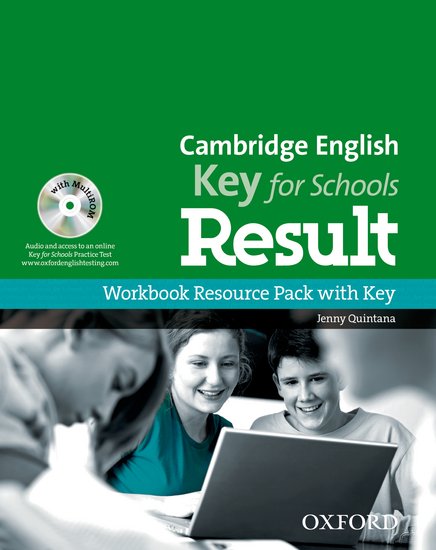 Cambridge English
Key for Schools
Result
with MultiROM
Audio and access to an online
Key for Schools Practice Test
www.oxfordenglishtesting.com
Workbook Resource Pack with Key
Jenny Quintana
OXFORD